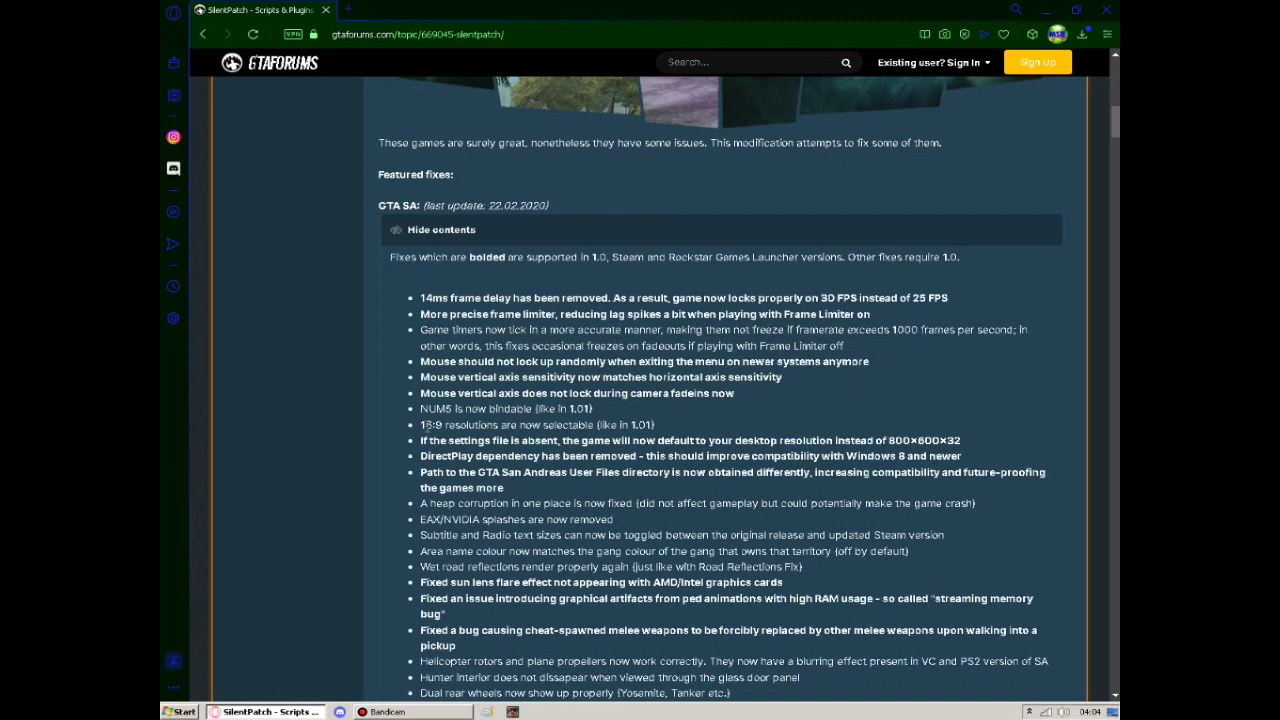 SilentPatch - Scripts & Plugins
VPN
gtaforums.com/topic/669045-silentpatch/
GTAFORUMS
Search...
Existing user? Sign In
Sign Up
These games are surely great, nonetheless they have some issues. This modification attempts to fix some of them.
Featured fixes:
GTA SA: (last update: 22.02.2020)
Hide contents
Fixes which are bolded are supported in 1.0, Steam and Rockstar Games Launcher versions. Other fixes require 1.0.
14ms frame delay has been removed. As a result, game now locks properly on 30 FPS instead of 25 FPS
More precise frame limiter, reducing lag spikes a bit when playing with Frame Limiter on
Game timers now tick in a more accurate manner, making them not freeze if framerate exceeds 1000 frames per second; in
other words, this fixes occasional freezes on fadeouts if playing with Frame Limiter off
Mouse should not lock up randomly when exiting the menu on newer systems anymore
Mouse vertical axis sensitivity now matches horizontal axis sensitivity
Mouse vertical axis does not lock during camera fadeins now
NUM5 is now bindable (like in 1.01)
16:9 resolutions are now selectable (like in 1.01)
If the settings file is absent, the game will now default to your desktop resolution instead of 800×600×32
DirectPlay dependency has been removed - this should improve compatibility with Windows 8 and newer
Path to the GTA San Andreas User Files directory is now obtained differently, increasing compatibility and future-proofing
the games more
A heap corruption in one place is now fixed (did not affect gameplay but could potentially make the game crash)
EAX/NVIDIA splashes are now removed
Subtitle and Radio text sizes can now be toggled between the original release and updated Steam version
Area name colour now matches the gang colour of the gang that owns that territory (off by default)
Wet road reflections render properly again (just like with Road Reflections Fix)
Fixed sun lens flare effect not appearing with AMD/Intel graphics cards
Fixed an issue introducing graphical artifacts from ped animations with high RAM usage - so called "streaming memory
bug"
Fixed a bug causing cheat-spawned melee weapons to be forcibly replaced by other melee weapons upon walking into a
pickup
Helicopter rotors and plane propellers now work correctly. They now have a blurring effect present in VC and PS2 version of SA
Hunter interior does not dissapear when viewed through the glass door panel
Dual rear wheels now show up properly (Yosemite, Tanker etc.)
Start
SilentPatch - Scripts ...
Bandicam
04:04